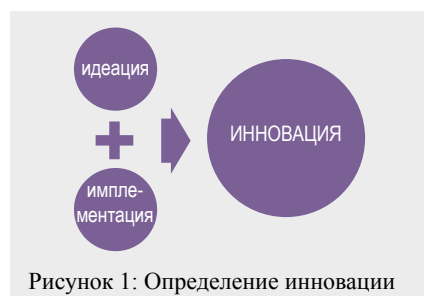 идеация
ИННОВАЦИЯ
импле-
ментация
Рисунок 1: Определение инновации